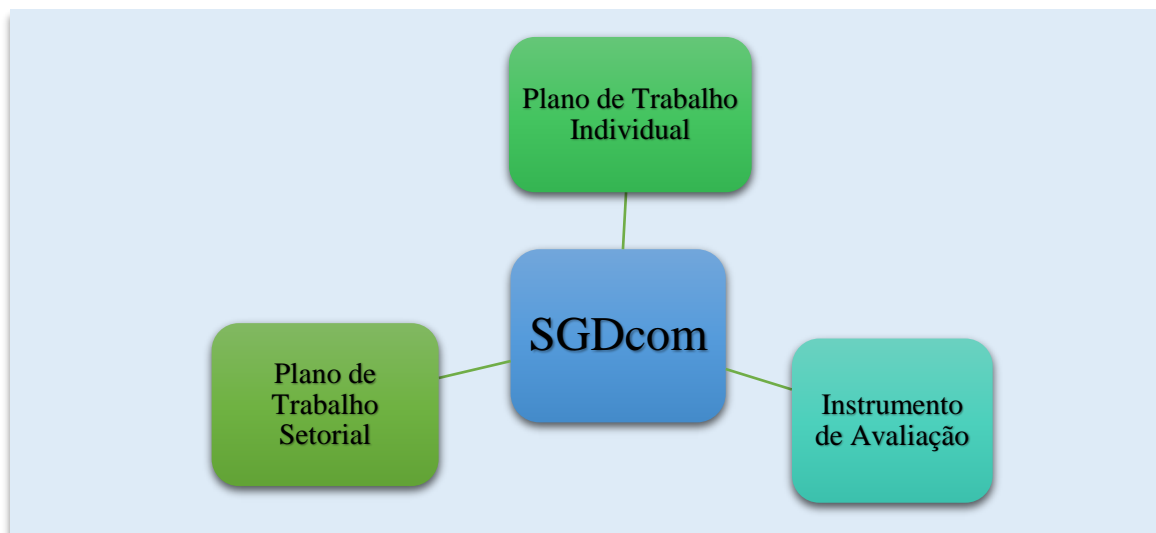 Plano de Trabalho
Individual
SGDcom
Plano de
Trabalho
Setorial
Instrumento
de Avaliação